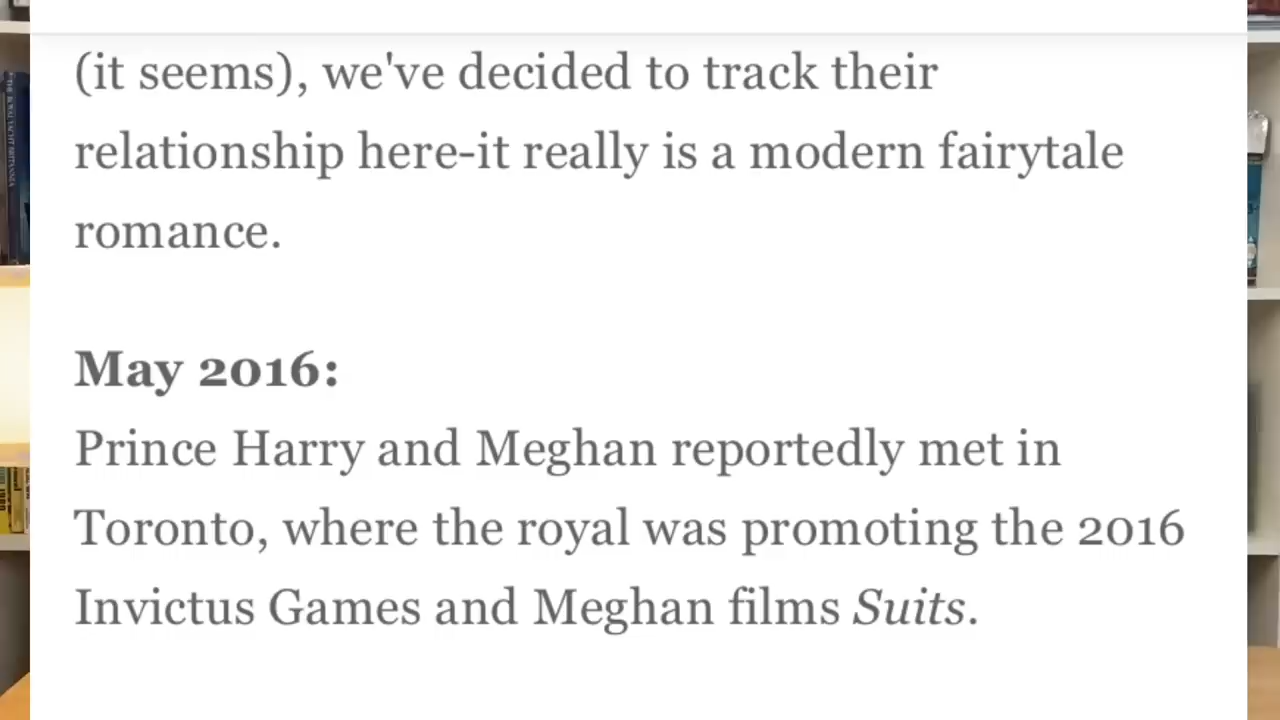 (it seems), we've decided to track their
relationship here-it really is a modern fairytale
romance.
May 2016:
Prince Harry and Meghan reportedly met in
Toronto, where the royal was promoting the 2016
Invictus Games and Meghan films Suits.